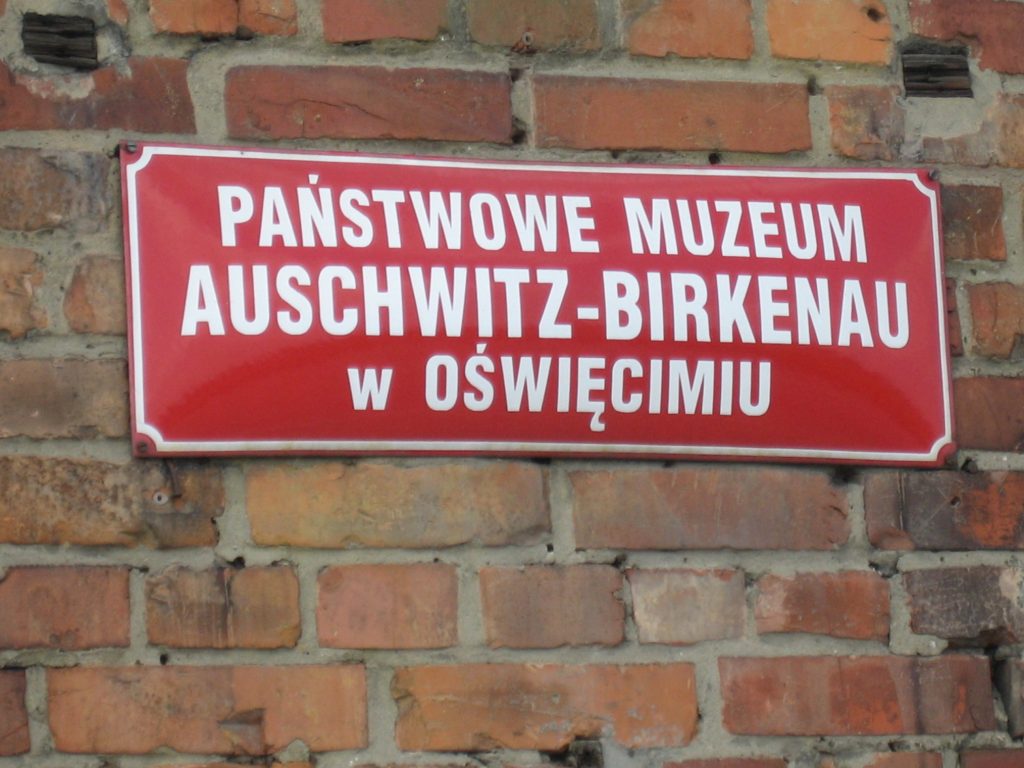 PAŃSTWOWE MUZEUM
AUSCHWITZ-BIRKENAU
w OŚWIĘCIMIU